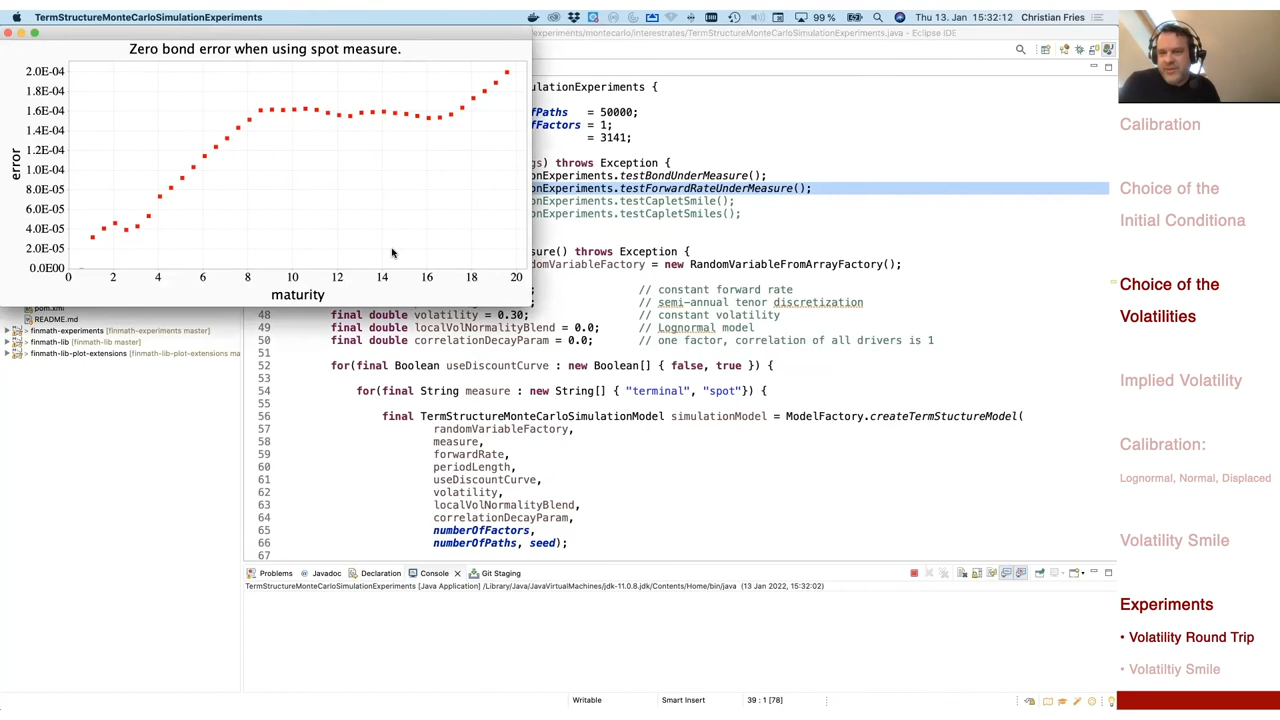 TermStructureMonteCarloSimulationExperiments
99 %
Thu 13. Jan 15:32:12
Christian Fries
experiments/montecarlo/interestrates/TermStructureMonteCarloSimulationExperiments.java - Eclipse IDE
Zero bond error when using spot measure.
2.0E-04
1.8E-04
1.6E-04
1.4E-04
1.2E-04
1.0E-04
8.0E-05
6.0E-05
4.0E-05
2.0E-05
0.0E00
error
0 2 4 6 8 10 12 14 16 18 20
maturity
ulationExperiments {
ofPaths = 50000;
ofFactors = 1;
= 3141;
gs) throws Exception {
onExperiments.testBondUnderMeasure();
onExperiments.testForwardRateUnderMeasure();
onExperiments.testCapletSmile();
onExperiments.testCapletSmiles();
sure() throws Exception {
domVariableFactory = new RandomVariableFromArrayFactory();
// constant forward rate
// semi-annual tenor discretization
48 final double volatility = 0.30; // constant volatility
49 final double localVolNormalityBlend = 0.0; // Lognormal model
50 final double correlationDecayParam = 0.0; // one factor, correlation of all drivers is 1
51
52 for(final Boolean useDiscountCurve : new Boolean[] { false, true }) {
53
54 for(final String measure : new String[] { "terminal", "spot"}) {
55
56 final TermStructureMonteCarloSimulationModel simulationModel = ModelFactory.createTermStuctureModel(
57 randomVariableFactory,
58 measure,
59 forwardRate,
60 periodLength,
61 useDiscountCurve,
62 volatility,
63 localVolNormalityBlend,
64 correlationDecayParam,
65 numberOfFactors,
66 numberOfPaths, seed);
67
pom.xml
README.md
finmath-experiments [finmath-experiments master]
finmath-lib [finmath-lib master]
finmath-lib-plot-extensions [finmath-lib-plot-extensions ma
Problems Javadoc Declaration Console Git Staging
TermStructureMonteCarloSimulationExperiments [Java Application] /Library/Java/JavaVirtualMachines/jdk-11.0.8.jdk/Contents/Home/bin/java (13 Jan 2022, 15:32:02)
Writable Smart Insert 39 : 1 [78]
Calibration
Choice of the
Initial Conditiona
Choice of the
Volatilities
Implied Volatility
Calibration:
Lognormal, Normal, Displaced
Volatility Smile
Experiments
• Volatility Round Trip
• Volatiltiy Smile